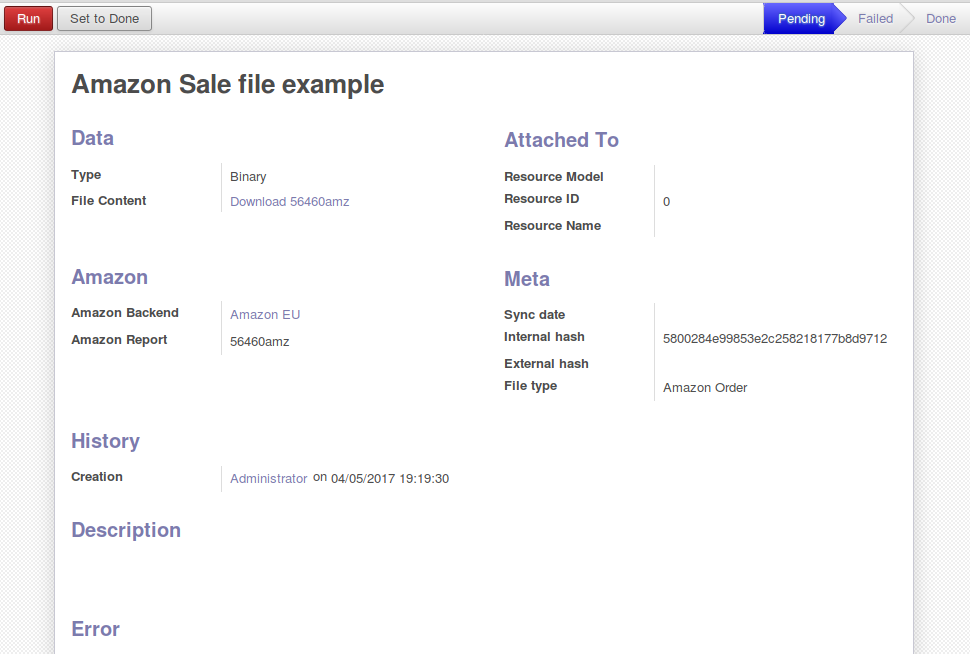 Run Set to Done Pending Failed Done
Amazon Sale file example
Data
Type Binary
File Content Download 56460amz
Attached To
Resource Model
Resource ID 0
Resource Name
Amazon
Amazon Backend Amazon EU
Amazon Report 56460amz
Meta
Sync date
Internal hash 5800284e99853e2c258218177b8d9712
External hash
File type Amazon Order
History
Creation Administrator on 04/05/2017 19:19:30
Description
Error